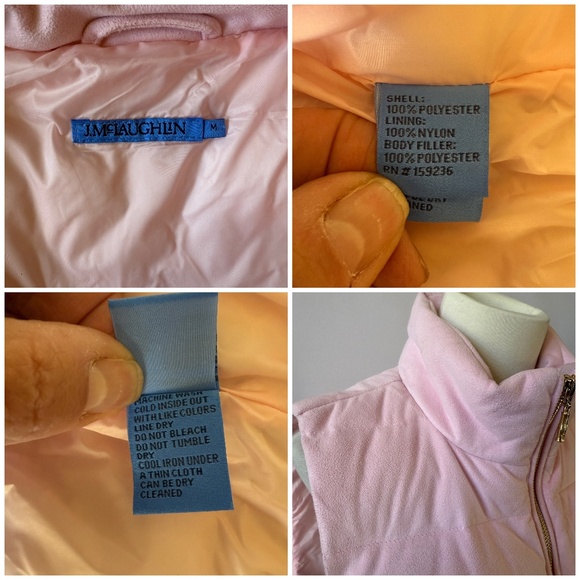 J.McLAUGHLIN M
SHELL:
100% POLYESTER
LINING:
100% NYLON
BODY FILLER:
100% POLYESTER
RN # 159236
CLEANED
MACHINE WASH
COLD INSIDE OUT
WITH LIKE COLORS
LINE DRY
DO NOT BLEACH
DO NOT TUMBLE
DRY
COOL IRON UNDER
A THIN CLOTH
CAN BE DRY
CLEANED